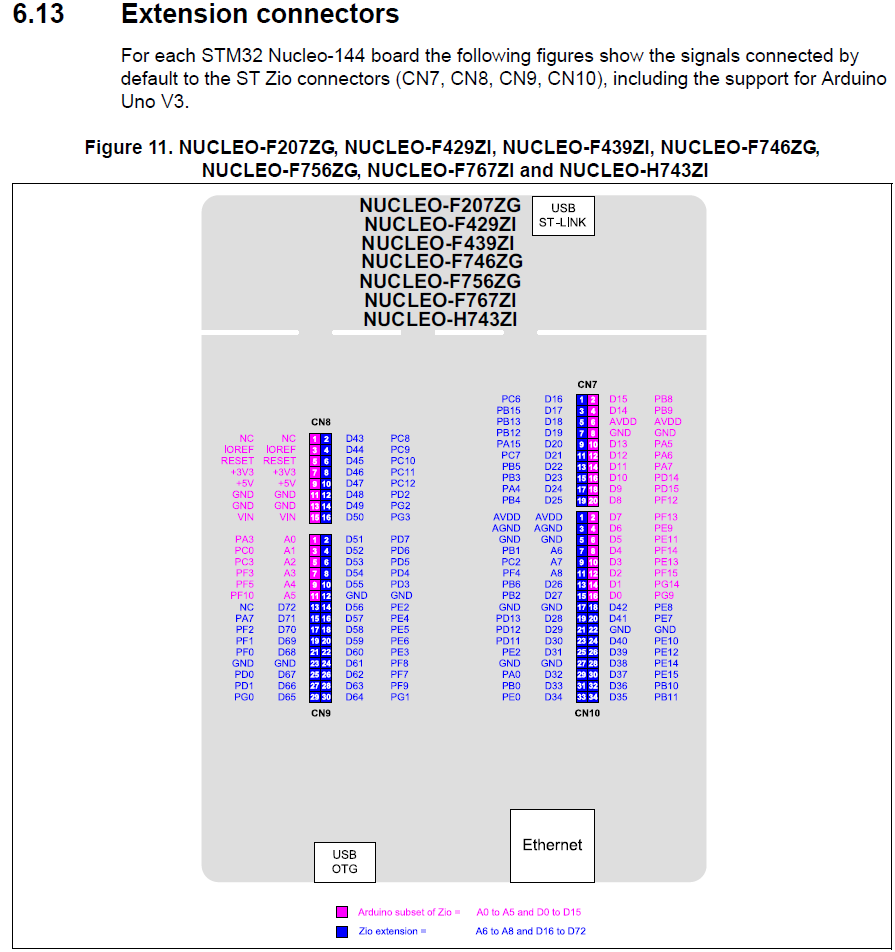 6.13 Extension connectors
For each STM32 Nucleo-144 board the following figures show the signals connected by
default to the ST Zio connectors (CN7, CN8, CN9, CN10), including the support for Arduino
Uno V3.
Figure 11. NUCLEO-F207ZG, NUCLEO-F429ZI, NUCLEO-F439ZI, NUCLEO-F746ZG,
NUCLEO-F756ZG, NUCLEO-F767ZI and NUCLEO-H743ZI
NUCLEO-F207ZG
NUCLEO-F429ZI
NUCLEO-F439ZI
NUCLEO-F746ZG
NUCLEO-F756ZG
NUCLEO-F767ZI
NUCLEO-H743ZI
USB
ST-LINK
CN8
NC NC 1 2 D43 PC8
IOREF IOREF 3 4 D44 PC9
RESET RESET 5 6 D45 PC10
+3V3 +3V3 7 8 D46 PC11
+5V +5V 9 10 D47 PC12
GND GND 11 12 D48 PD2
GND GND 13 14 D49 PG2
VIN VIN 15 16 D50 PG3
PA3 A0 1 2 D51 PD7
PC0 A1 3 4 D52 PD6
PC3 A2 5 6 D53 PD5
PF3 A3 7 8 D54 PD4
PF5 A4 9 10 D55 PD3
PF10 A5 11 12 GND GND
NC D72 13 14 D56 PE2
PA7 D71 15 16 D57 PE4
PF2 D70 17 18 D58 PE5
PF1 D69 19 20 D59 PE6
PF0 D68 21 22 D60 PE3
GND GND 23 24 D61 PF8
PD0 D67 25 26 D62 PF7
PD1 D66 27 28 D63 PF9
PG0 D65 29 30 D64 PG1
CN9
CN7
PC6 D16 1 2 D15 PB8
PB15 D17 3 4 D14 PB9
PB13 D18 5 6 AVDD AVDD
PB12 D19 7 8 GND GND
PA15 D20 9 10 D13 PA5
PC7 D21 11 12 D12 PA6
PB5 D22 13 14 D11 PA7
PB3 D23 15 16 D10 PD14
PA4 D24 17 18 D9 PD15
PB4 D25 19 20 D8 PF12
AVDD AVDD 1 2 D7 PF13
AGND AGND 3 4 D6 PE9
GND GND 5 6 D5 PE11
PB1 A6 7 8 D4 PF14
PC2 A7 9 10 D3 PE13
PF4 A8 11 12 D2 PF15
PB6 D26 13 14 D1 PG14
PB2 D27 15 16 D0 PG9
GND GND 17 18 D42 PE8
PD13 D28 19 20 D41 PE7
PD12 D29 21 22 GND GND
PD11 D30 23 24 D40 PE10
PE2 D31 25 26 D39 PE12
GND GND 27 28 D38 PE14
PA0 D32 29 30 D37 PE15
PB0 D33 31 32 D36 PB10
PE0 D34 33 34 D35 PB11
CN10
USB
OTG
Ethernet
Arduino subset of Zio = A0 to A5 and D0 to D15
Zio extension = A6 to A8 and D16 to D72